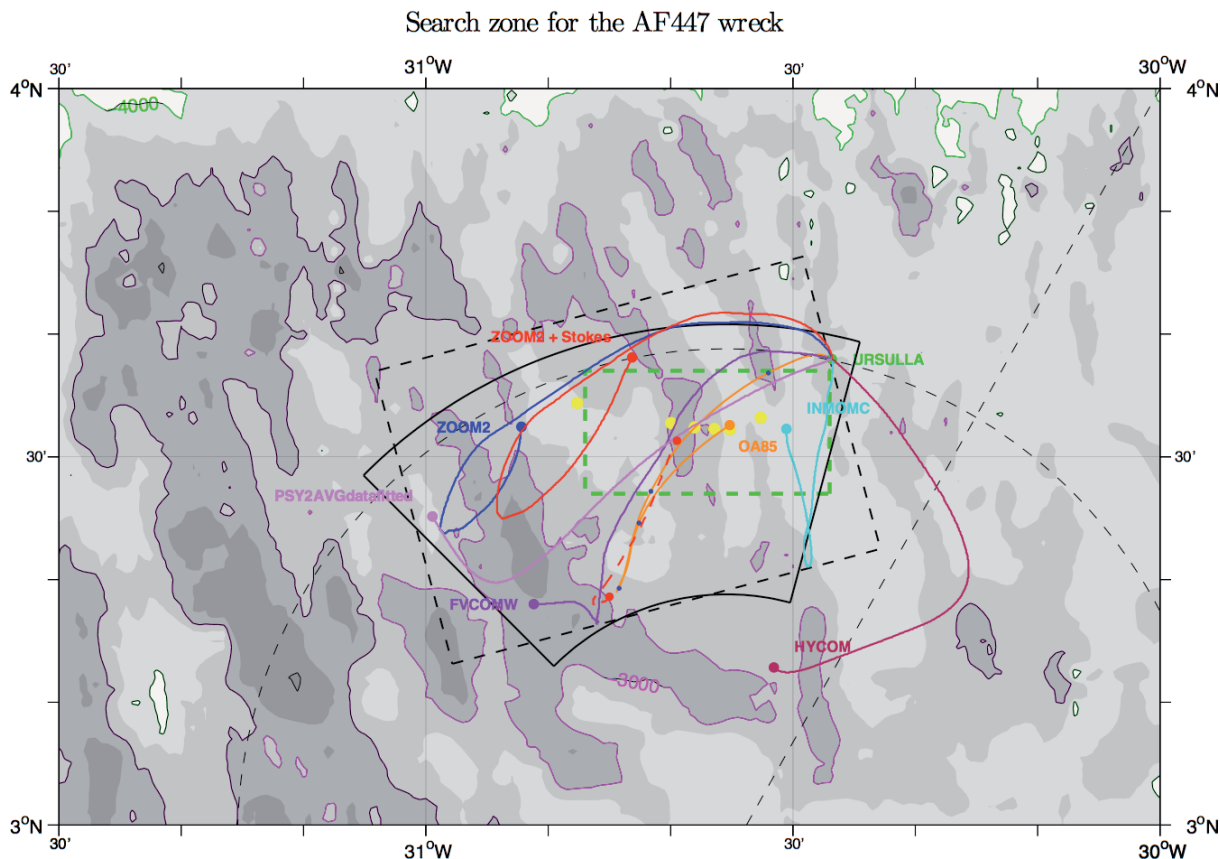 Search zone for the AF447 wreck
30' 31°W 30' 30°W
4°N 4°N
4000
ZOOM2 + Stokes
URSULLA
INMOMC
ZOOM2
OA85
30' 30'
PSY2AVGdatafitted
FVCOMW
HYCOM
3000
3°N 3°N
30' 31°W 30' 30°W